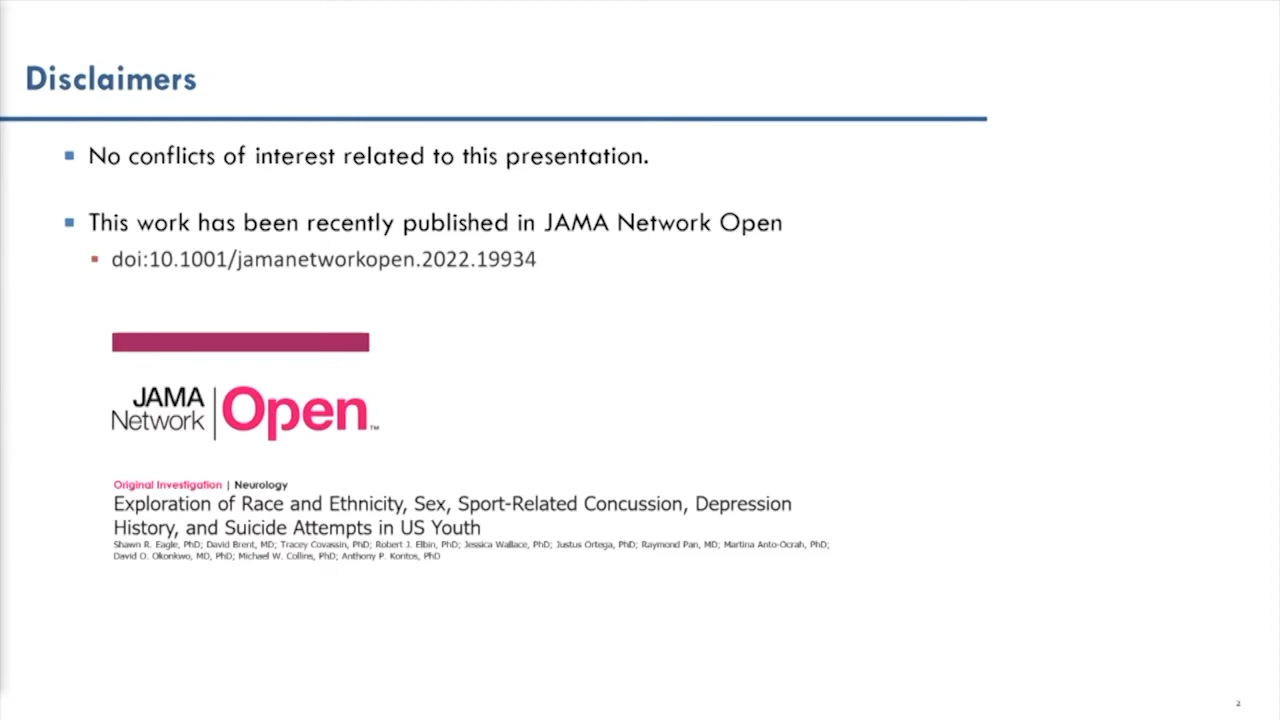 Disclaimers
No conflicts of interest related to this presentation.
This work has been recently published in JAMA Network Open
doi:10.1001/jamanetworkopen.2022.19934
JAMA
Network
Open™
Original Investigation | Neurology
Exploration of Race and Ethnicity, Sex, Sport-Related Concussion, Depression
History, and Suicide Attempts in US Youth
Shawn R. Eagle, PhD; David Brent, MD; Tracey Covassin, PhD; Robert J. Elbin, PhD; Jessica Wallace, PhD; Justus Ortega, PhD; Raymond Pan, MD; Martina Anto-Ocrah, PhD;
David O. Okonkwo, MD, PhD; Michael W. Collins, PhD; Anthony P. Kontos, PhD
2